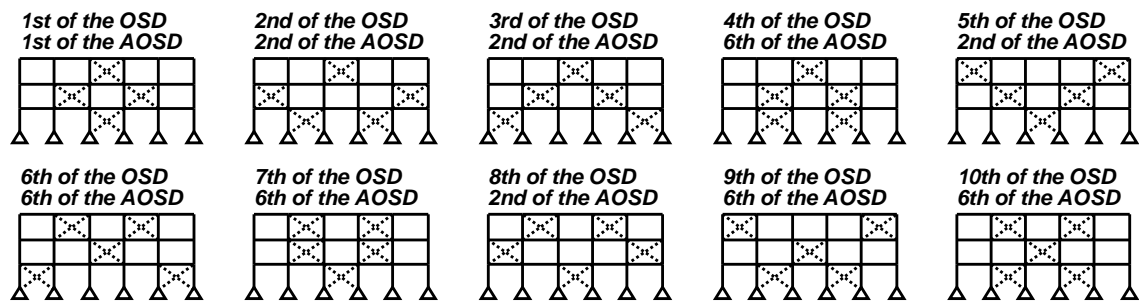 1st of the OSD
1st of the AOSD
2nd of the OSD
2nd of the AOSD
3rd of the OSD
2nd of the AOSD
4th of the OSD
6th of the AOSD
5th of the OSD
2nd of the AOSD
6th of the OSD
6th of the AOSD
7th of the OSD
6th of the AOSD
8th of the OSD
2nd of the AOSD
9th of the OSD
6th of the AOSD
10th of the OSD
6th of the AOSD